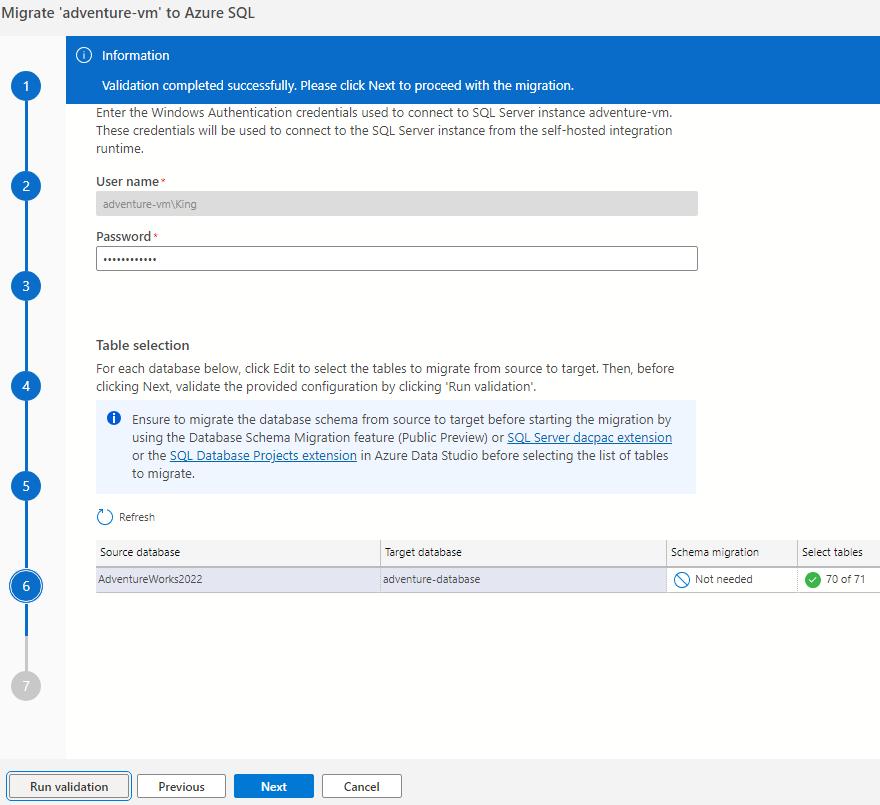 Migrate 'adventure-vm' to Azure SQL
Information
Validation completed successfully. Please click Next to proceed with the migration.
1
2
3
4
5
6
7
Enter the Windows Authentication credentials used to connect to SQL Server instance adventure-vm.
These credentials will be used to connect to the SQL Server instance from the self-hosted integration
runtime.
User name*
adventure-vm\King
Password*
••••••••••••
Table selection
For each database below, click Edit to select the tables to migrate from source to target. Then, before
clicking Next, validate the provided configuration by clicking 'Run validation'.
Ensure to migrate the database schema from source to target before starting the migration by
using the Database Schema Migration feature (Public Preview) or SQL Server dacpac extension
or the SQL Database Projects extension in Azure Data Studio before selecting the list of tables
to migrate.
Refresh
Source database Target database Schema migration Select tables
AdventureWorks2022 adventure-database Not needed 70 of 71
Run validation Previous Next Cancel